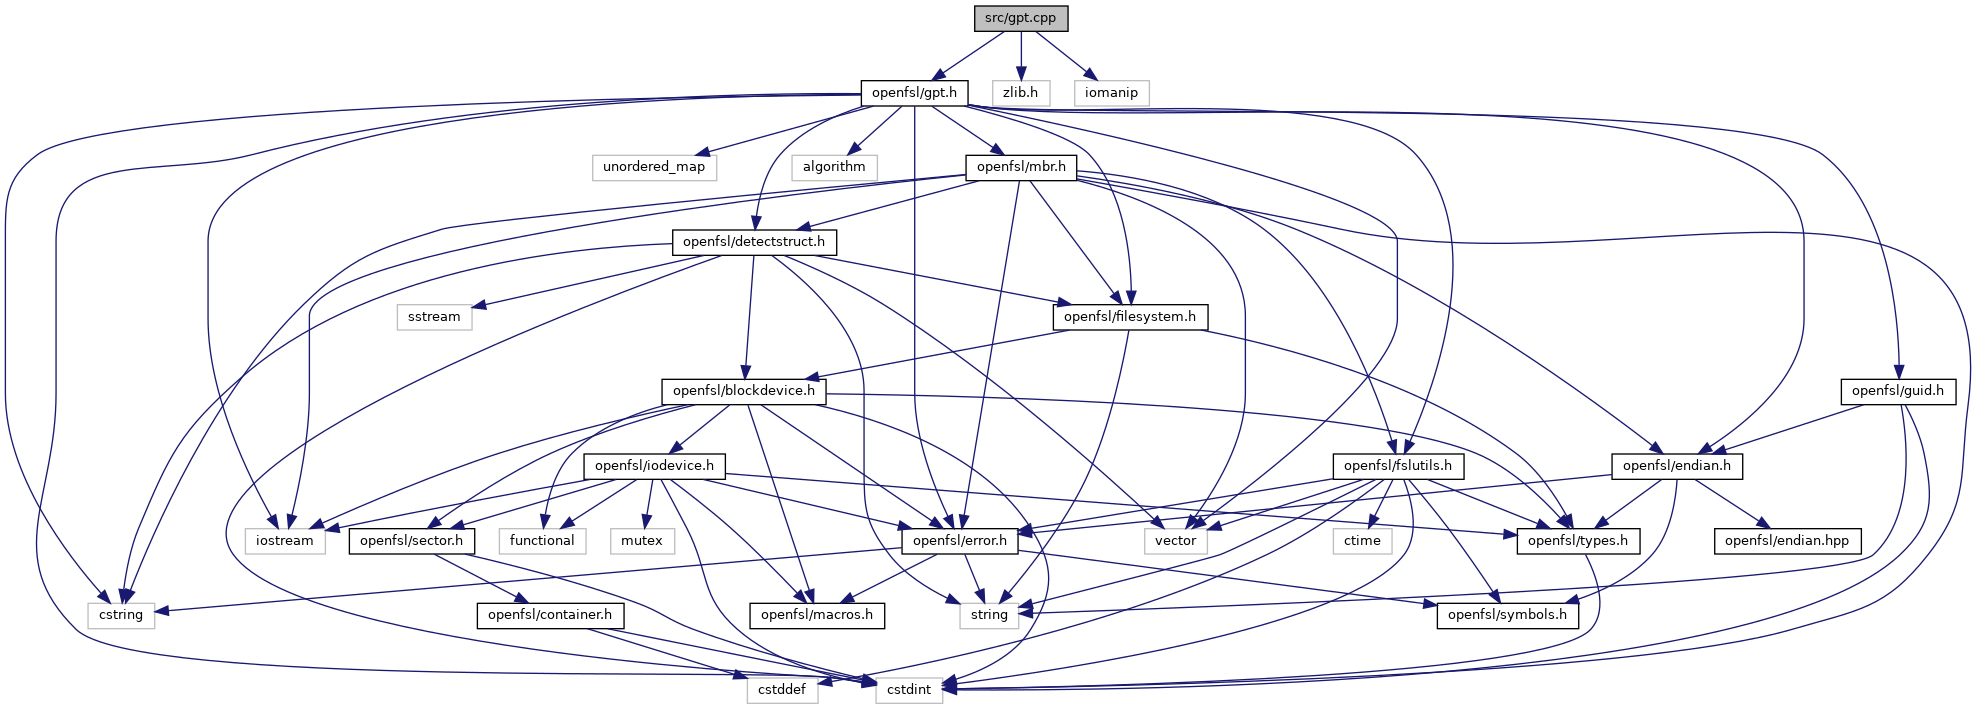 src/gpt.cpp
openfsl/gpt.h
zlib.h
iomanip
unordered_map
algorithm
openfsl/mbr.h
openfsl/detectstruct.h
sstream
openfsl/filesystem.h
openfsl/blockdevice.h
openfsl/guid.h
openfsl/iodevice.h
openfsl/fslutils.h
openfsl/endian.h
iostream
openfsl/sector.h
functional
mutex
openfsl/error.h
vector
ctime
openfsl/types.h
openfsl/endian.hpp
cstring
openfsl/container.h
openfsl/macros.h
string
openfsl/symbols.h
cstddef
cstdint